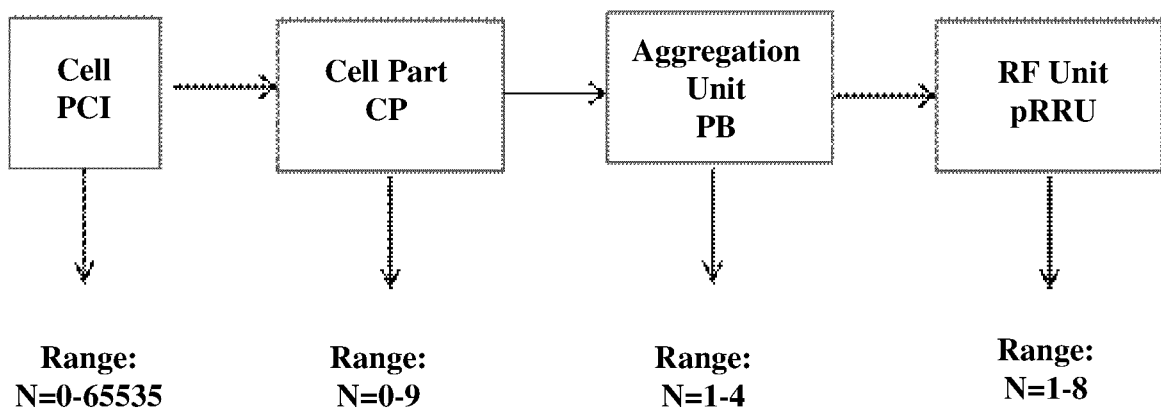 Cell
PCI
Cell Part
CP
Aggregation
Unit
PB
RF Unit
pRRU
Range:
N=0-65535
Range:
N=0-9
Range:
N=1-4
Range:
N=1-8